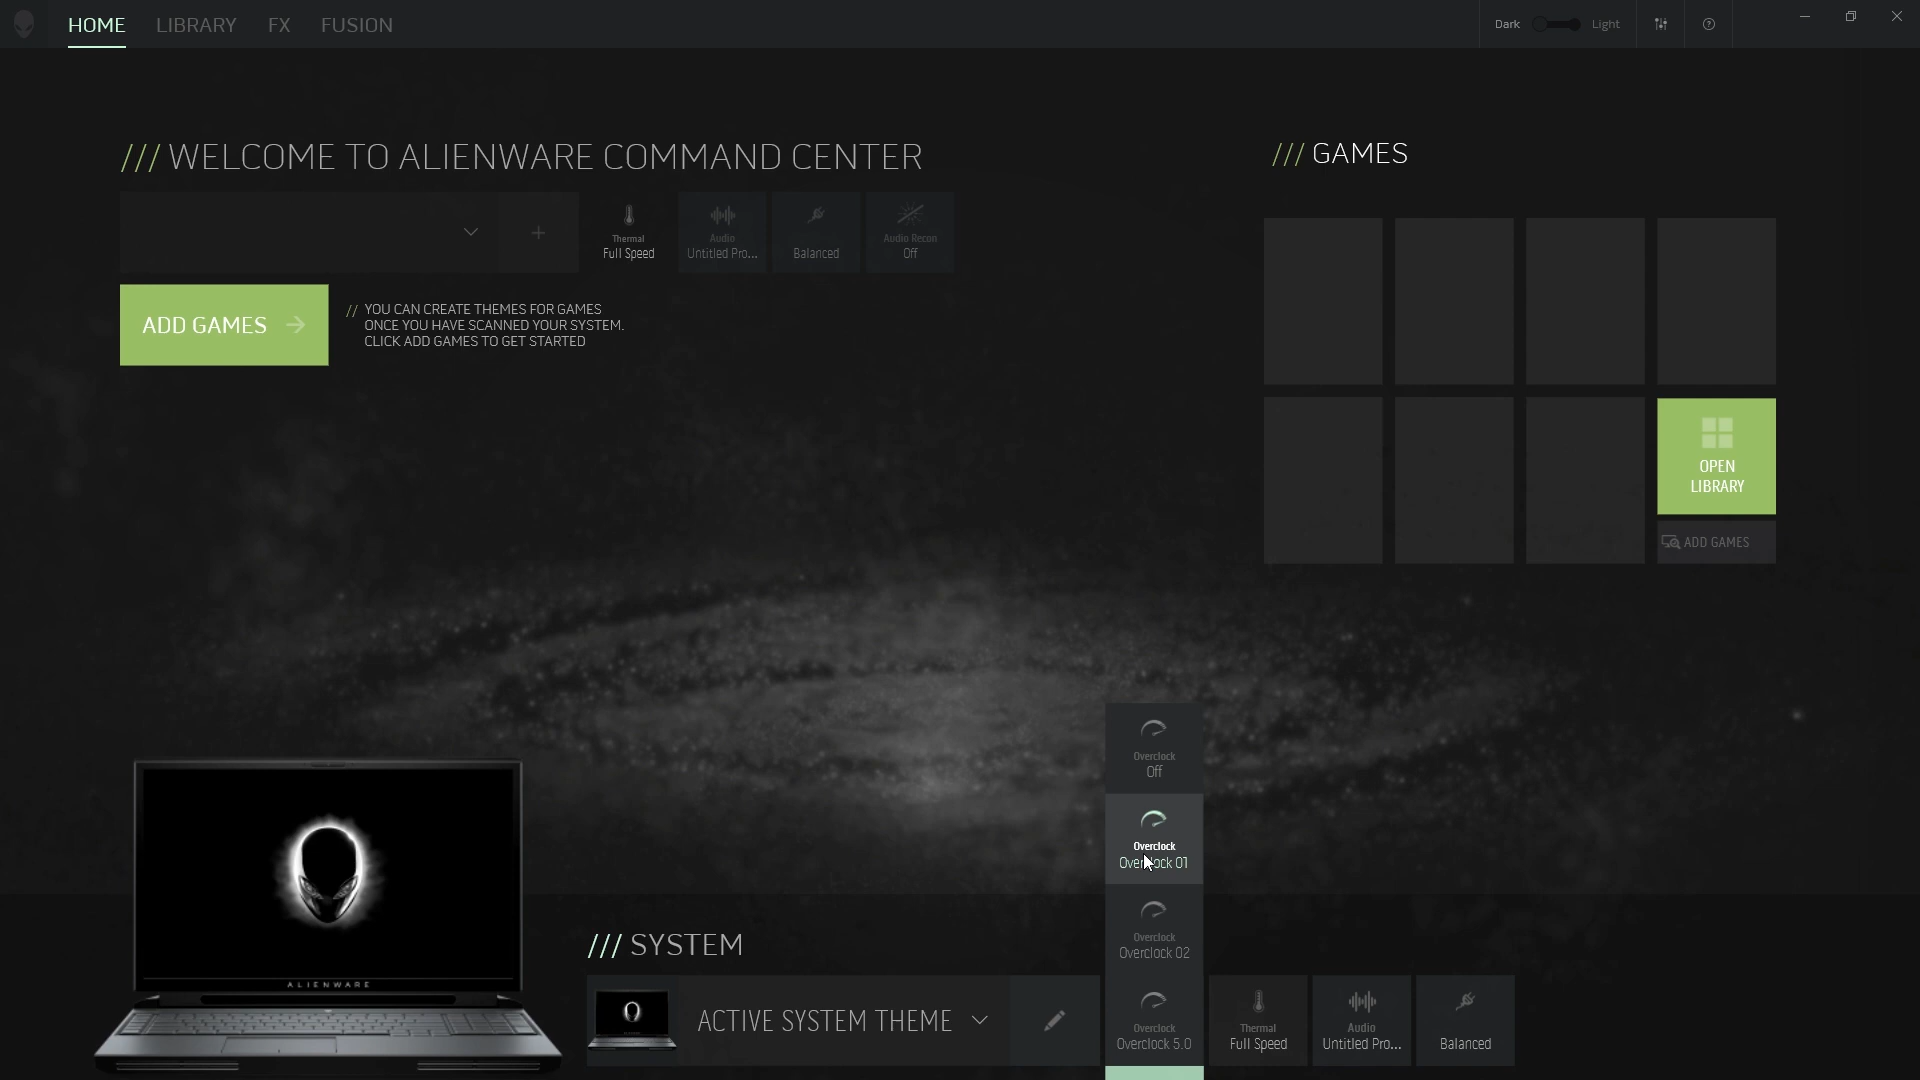 HOME LIBRARY FX FUSION
Dark Light
/// WELCOME TO ALIENWARE COMMAND CENTER
/// GAMES
Thermal
Full Speed
Audio
Untitled Pro...
Balanced
Audio Recon
Off
ADD GAMES
// YOU CAN CREATE THEMES FOR GAMES
ONCE YOU HAVE SCANNED YOUR SYSTEM.
CLICK ADD GAMES TO GET STARTED
OPEN
LIBRARY
ADD GAMES
Overclock
Off
Overclock
Overclock 01
Overclock
Overclock 02
Overclock
Overclock 5.0
ALIENWARE
/// SYSTEM
ACTIVE SYSTEM THEME
Thermal
Full Speed
Audio
Untitled Pro...
Balanced